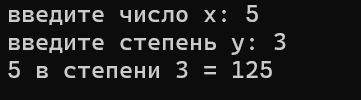 введите число x: 5
введите степень y: 3
5 в степени 3 = 125